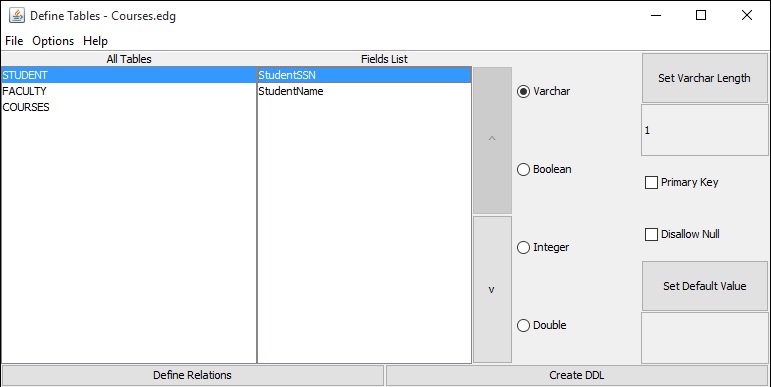 Define Tables - Courses.edg
File Options Help
All Tables
Fields List
STUDENT
FACULTY
COURSES
StudentSSN
StudentName
^
v
Varchar
Boolean
Integer
Double
Set Varchar Length
1
Primary Key
Disallow Null
Set Default Value
Define Relations
Create DDL